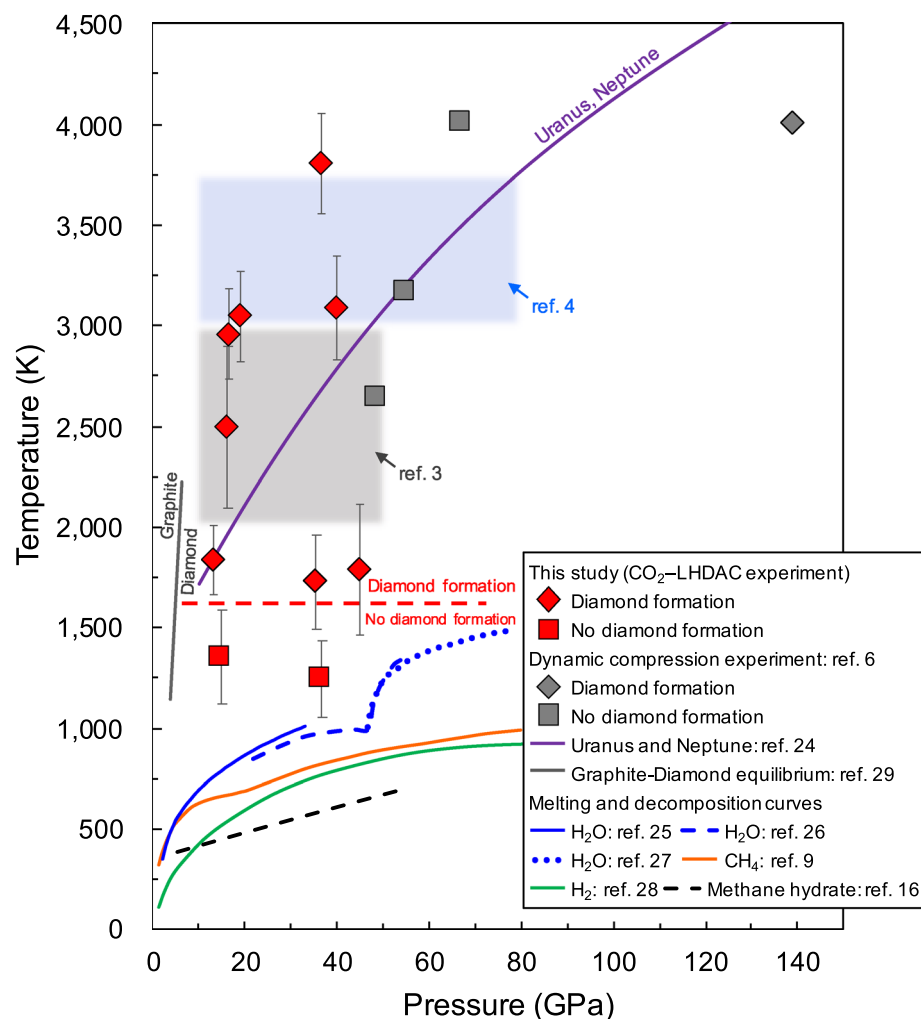 4,500
4,000
3,500
3,000
2,500
2,000
1,500
1,000
500
0
Temperature (K)
Uranus, Neptune
ref. 4
ref. 3
Graphite
Diamond
Diamond formation
No diamond formation
This study (CO₂–LHDAC experiment)
Diamond formation
No diamond formation
Dynamic compression experiment: ref. 6
Diamond formation
No diamond formation
Uranus and Neptune: ref. 24
Graphite-Diamond equilibrium: ref. 29
Melting and decomposition curves
H₂O: ref. 25 H₂O: ref. 26
H₂O: ref. 27 CH₄: ref. 9
H₂: ref. 28 Methane hydrate: ref. 16
0 20 40 60 80 100 120 140
Pressure (GPa)